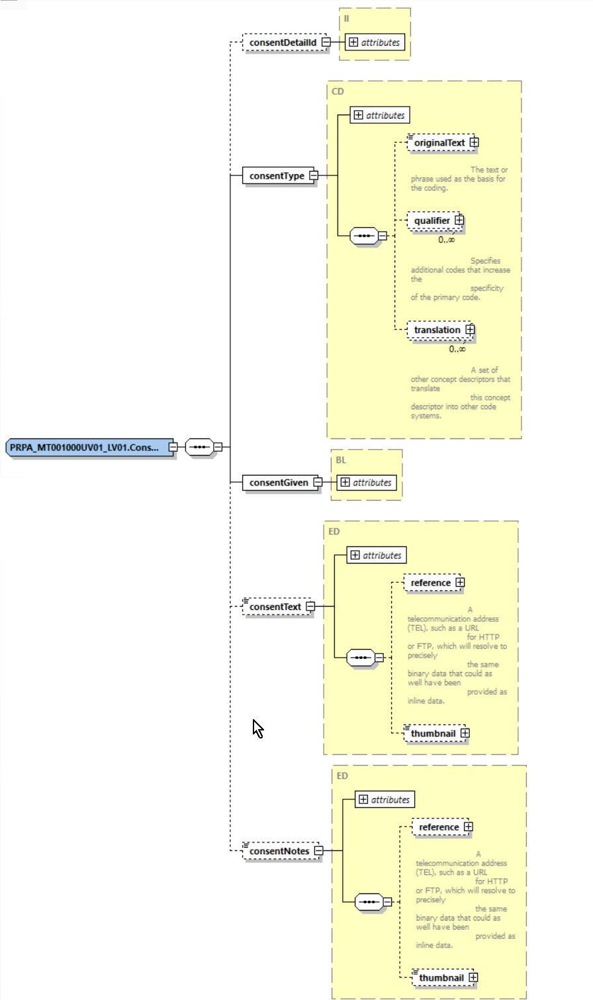 II
consentDetailId
attributes
CD
attributes
originalText
The text or
phrase used as the basis for
the coding.
consentType
qualifier
0..∞
Specifies
additional codes that increase
the
specificity
of the primary code.
translation
0..∞
A set of
other concept descriptors that
translate
this concept
descriptor into other code
systems.
PRPA_MT001000UV01_LV01.Cons...
BL
consentGiven
attributes
ED
attributes
reference
consentText
A
telecommunication address
(TEL), such as a URL
for HTTP
or FTP, which will resolve to
precisely
the same
binary data that could as
well have been
provided as
inline data.
thumbnail
ED
attributes
reference
consentNotes
A
telecommunication address
(TEL), such as a URL
for HTTP
or FTP, which will resolve to
precisely
the same
binary data that could as
well have been
provided as
inline data.
thumbnail